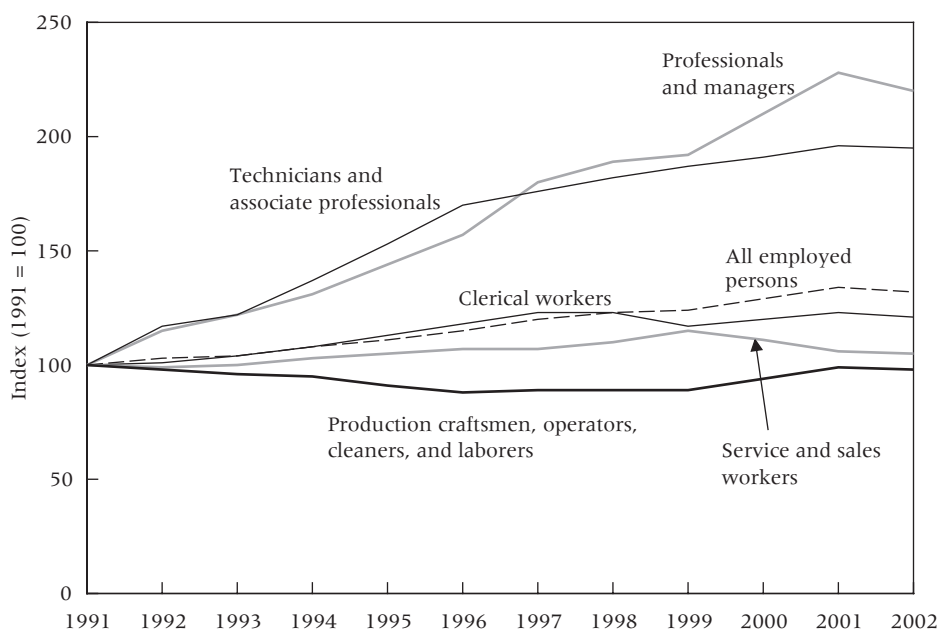 250
200
150
100
50
0
Index (1991 = 100)
Professionals
and managers
Technicians and
associate professionals
All employed
persons
Clerical workers
Production craftsmen, operators,
cleaners, and laborers
Service and sales
workers
1991 1992 1993 1994 1995 1996 1997 1998 1999 2000 2001 2002